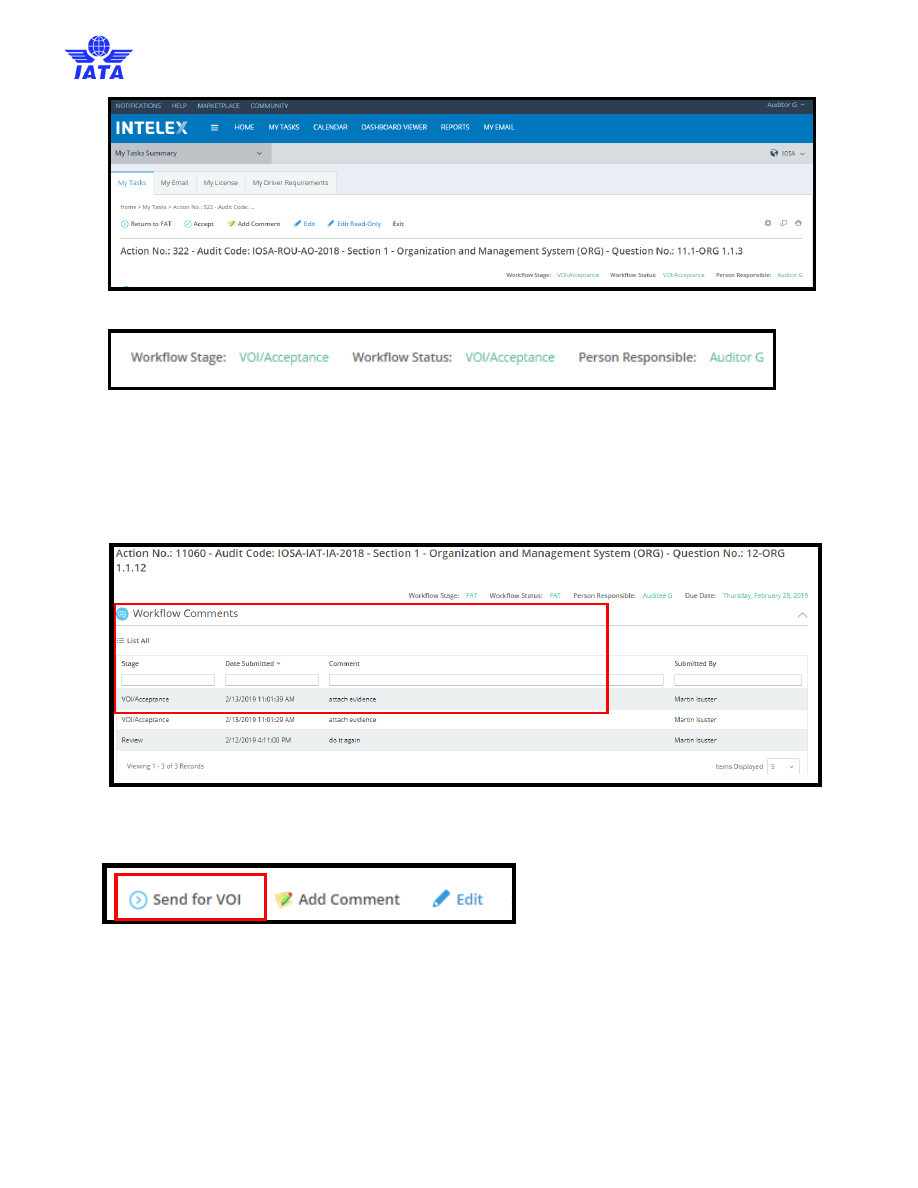 IATA
NOTIFICATIONS HELP MARKETPLACE COMMUNITY Auditor G
INTELEX HOME MY TASKS CALENDAR DASHBOARD VIEWER REPORTS MY EMAIL
My Tasks Summary IOSA
My Tasks My Email My License My Driver Requirements
Home > My Tasks > Action No.: 322 - Audit Code: ...
Return to FAT Accept Add Comment Edit Edit Read-Only Exit
Action No.: 322 - Audit Code: IOSA-ROU-AO-2018 - Section 1 - Organization and Management System (ORG) - Question No.: 11.1-ORG 1.1.3
Workflow Stage: VOI/Acceptance Workflow Status: VOI/Acceptance Person Responsible: Auditor G
Workflow Stage: VOI/Acceptance Workflow Status: VOI/Acceptance Person Responsible: Auditor G
Action No.: 11060 - Audit Code: IOSA-IAT-IA-2018 - Section 1 - Organization and Management System (ORG) - Question No.: 12-ORG
1.1.12
Workflow Stage: FAT Workflow Status: FAT Person Responsible: Auditee G Due Date: Thursday, February 28, 2019
Workflow Comments
List All
Stage Date Submitted Comment Submitted By
VOI/Acceptance 2/13/2019 11:01:39 AM attach evidence Martin Isuster
VOI/Acceptance 2/13/2019 11:01:29 AM attach evidence Martin Isuster
Review 2/12/2019 4:11:00 PM do it again Martin Isuster
Viewing 1 - 3 of 3 Records Items Displayed 5
Send for VOI Add Comment Edit